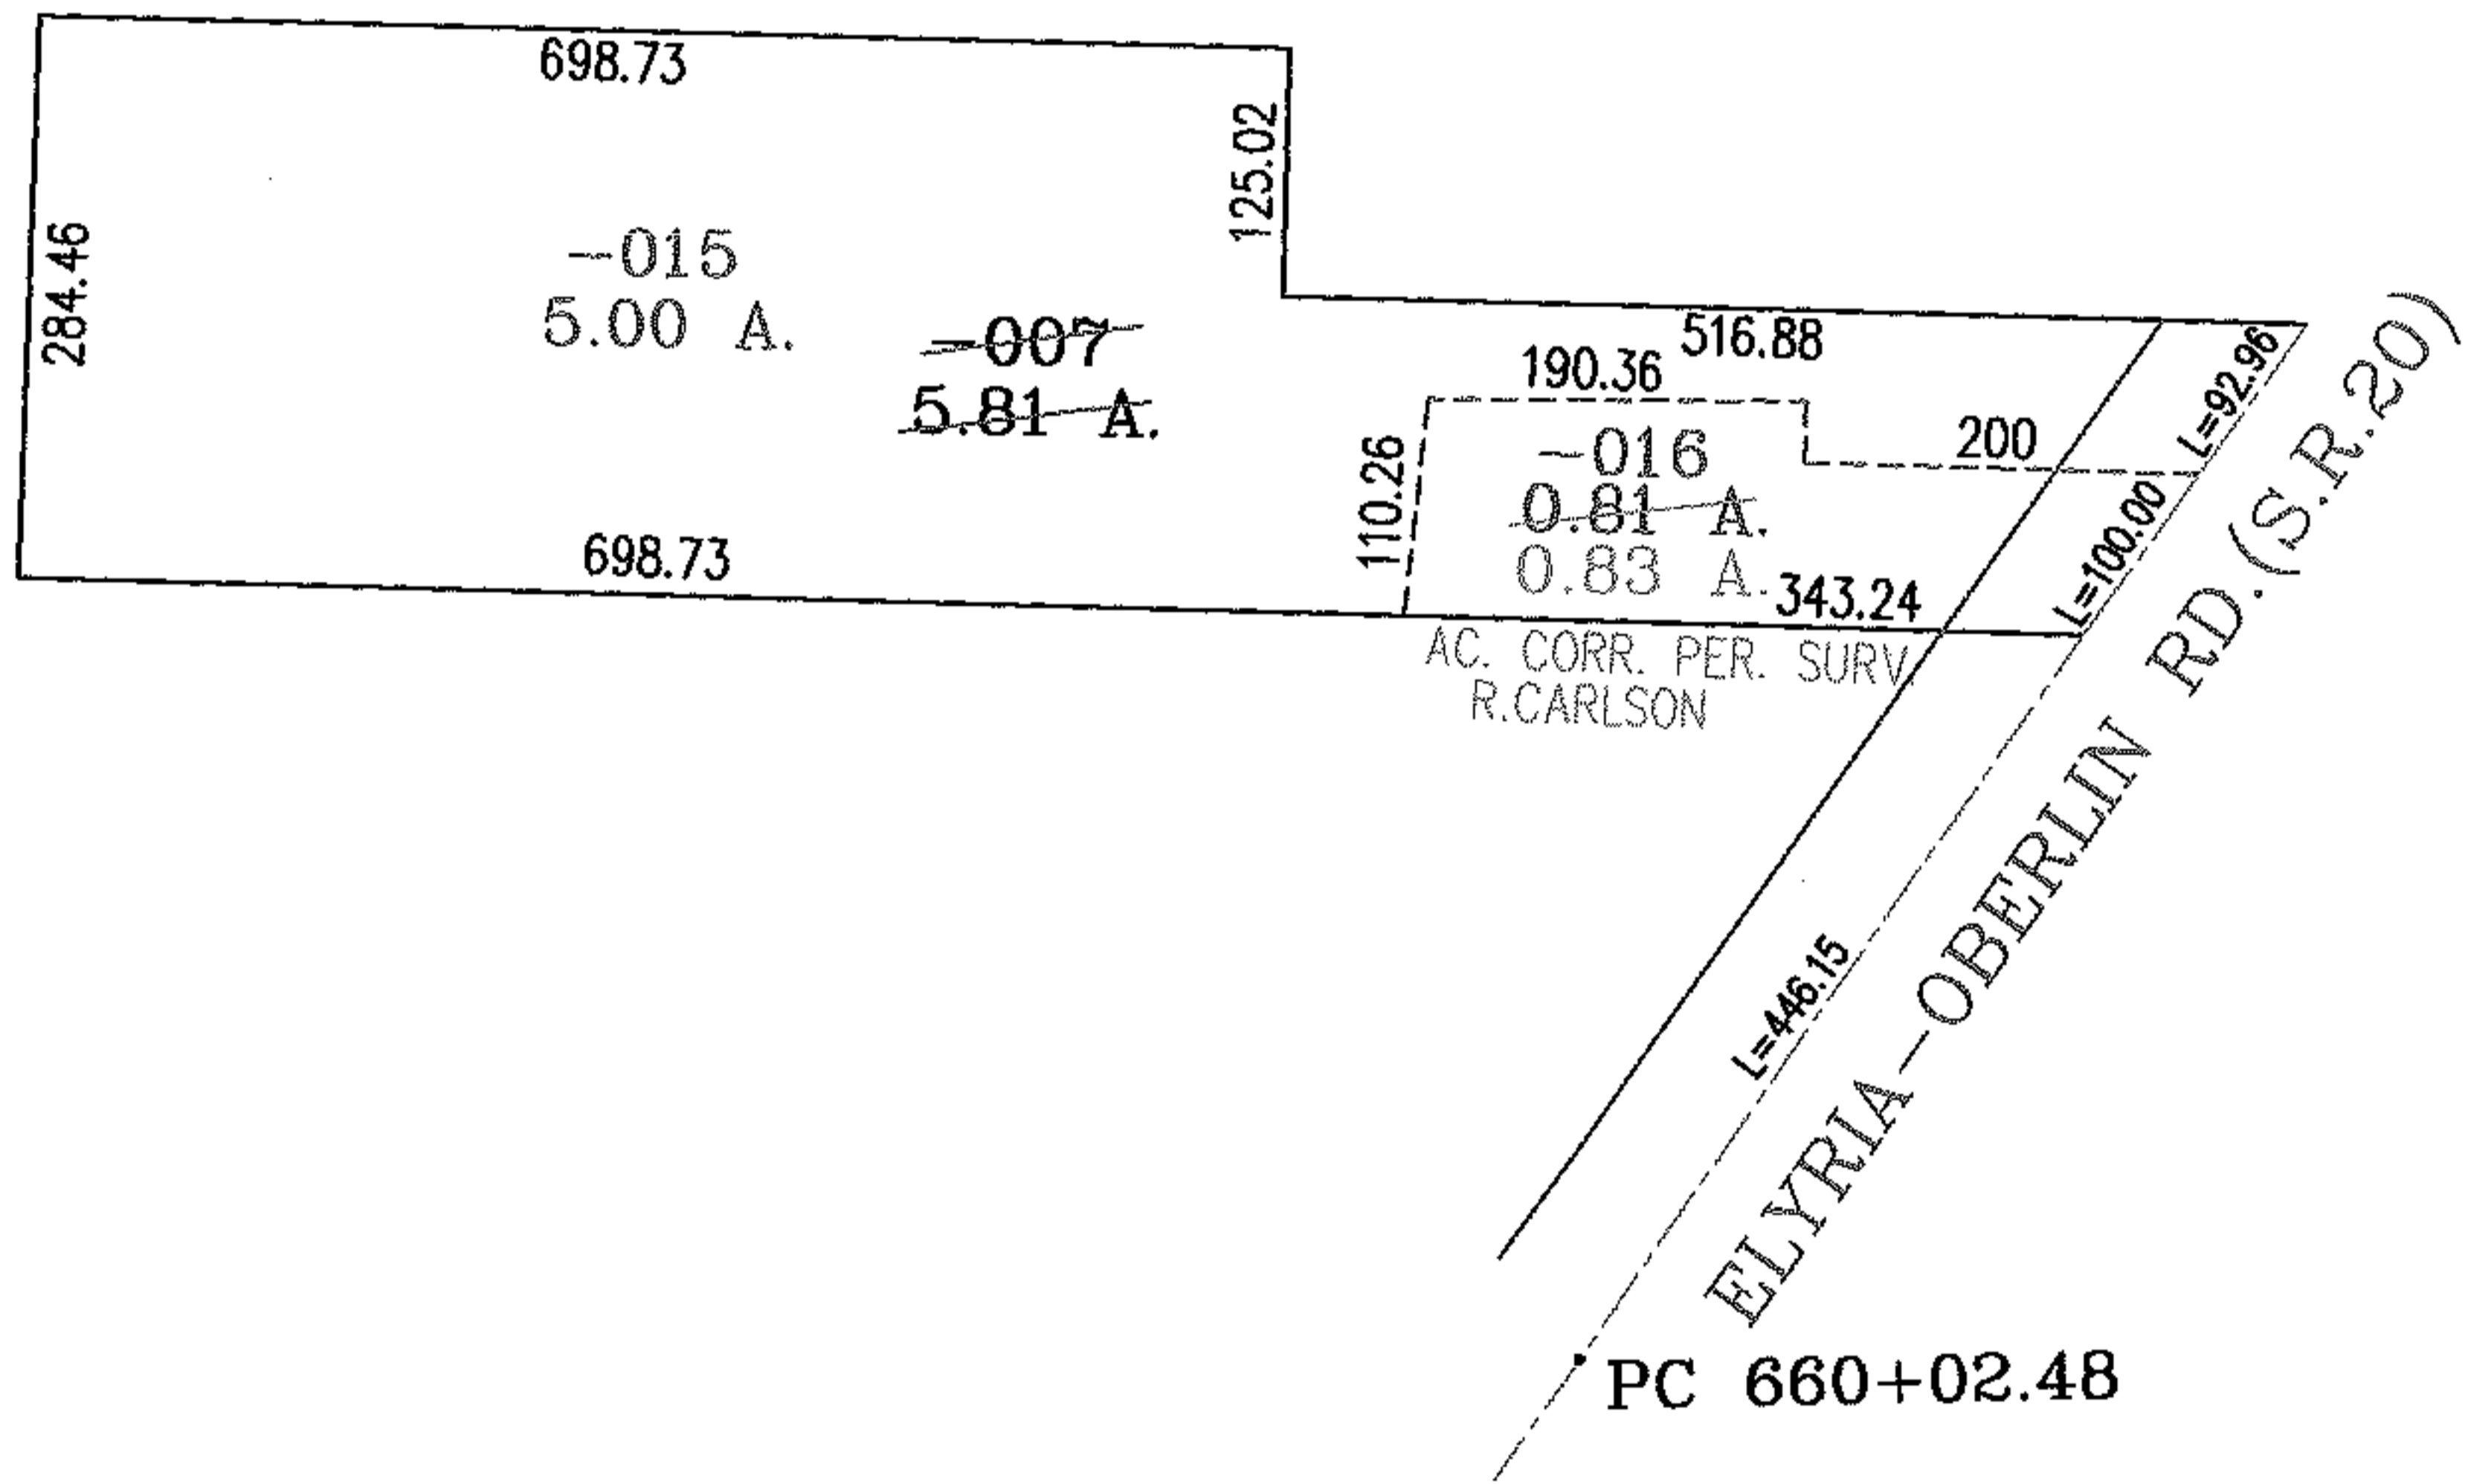 698.73
125.02
284.46
-015
5.00 A.
-007
5.81 A.
516.88
190.36
L=92.96
200
110.26
-016
0.81 A.
0.83 A.
L=100.00
343.24
698.73
AC. CORR. PER. SURV.
R.CARLSON
L=446.15
ELYRIA-OBERLIN RD.(S.R.20)
PC 660+02.48